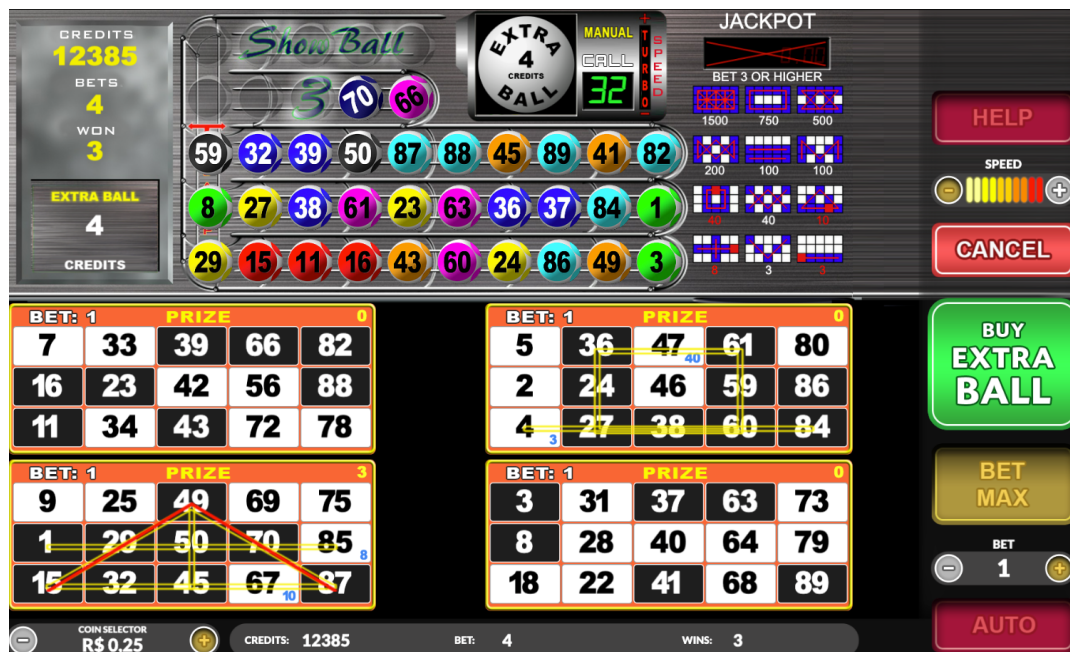 CREDITS
12385
BETS
4
WON
3
EXTRA BALL
4
CREDITS
Show Ball
3
70 66
59 32 39 50 87 88 45 89 41 82
8 27 38 61 23 63 36 37 84 1
29 15 11 16 43 60 24 86 49 3
EXTRA
4
CREDITS
BALL
MANUAL
CALL
32
+ TURBO -
SPEED
JACKPOT
BET 3 OR HIGHER
1500 750 500
200 100 100
40 40 10
8 3 3
HELP
SPEED
- +
CANCEL
BUY
EXTRA
BALL
BET
MAX
BET
- 1 +
AUTO
BET: 1 PRIZE 0
7 33 39 66 82
16 23 42 56 88
11 34 43 72 78
BET: 1 PRIZE 0
5 36 47 61 80
40
2 24 46 59 86
4 27 38 60 84
3
BET: 1 PRIZE 3
9 25 49 69 75
1 29 50 70 85
8
15 32 45 67 87
10
BET: 1 PRIZE 0
3 31 37 63 73
8 28 40 64 79
18 22 41 68 89
COIN SELECTOR
- R$ 0,25 +
CREDITS: 12385 BET: 4 WINS: 3